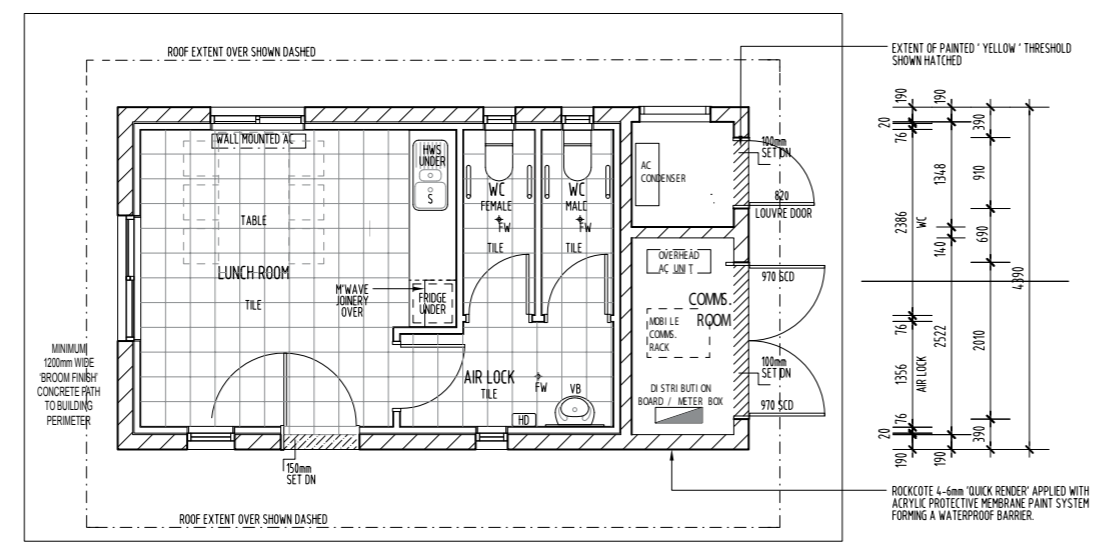 ROOF EXTENT OVER SHOWN DASHED
EXTENT OF PAINTED ' YELLOW ' THRESHOLD
SHOWN HATCHED
WALL MOUNTED AC
HWS
UNDER
S
TABLE
LUNCH ROOM
TILE
M'WAVE
JOINERY
OVER
FRIDGE
UNDER
WC
FEMALE
FW
TILE
WC
MALE
FW
TILE
AC
CONDENSER
100mm
SET DN
820
LOUVRE DOOR
OVERHEAD
AC UNIT
970 SCD
COMMS.
ROOM
MOBILE
COMMS.
RACK
100mm
SET DN
DISTRIBUTION
BOARD / METER BOX
970 SCD
AIR LOCK
TILE
FW
VB
HD
MINIMUM
1200mm WIDE
'BROOM FINISH'
CONCRETE PATH
TO BUILDING
PERIMETER
150mm
SET DN
ROOF EXTENT OVER SHOWN DASHED
190
20
76
2386
WC
76
1356
AIR LOCK
76
20
190
190
1348
140
2522
190
390
910
690
2010
390
4390
ROCKCOTE 4-6mm 'QUICK RENDER' APPLIED WITH
ACRYLIC PROTECTIVE MEMBRANE PAINT SYSTEM
FORMING A WATERPROOF BARRIER.